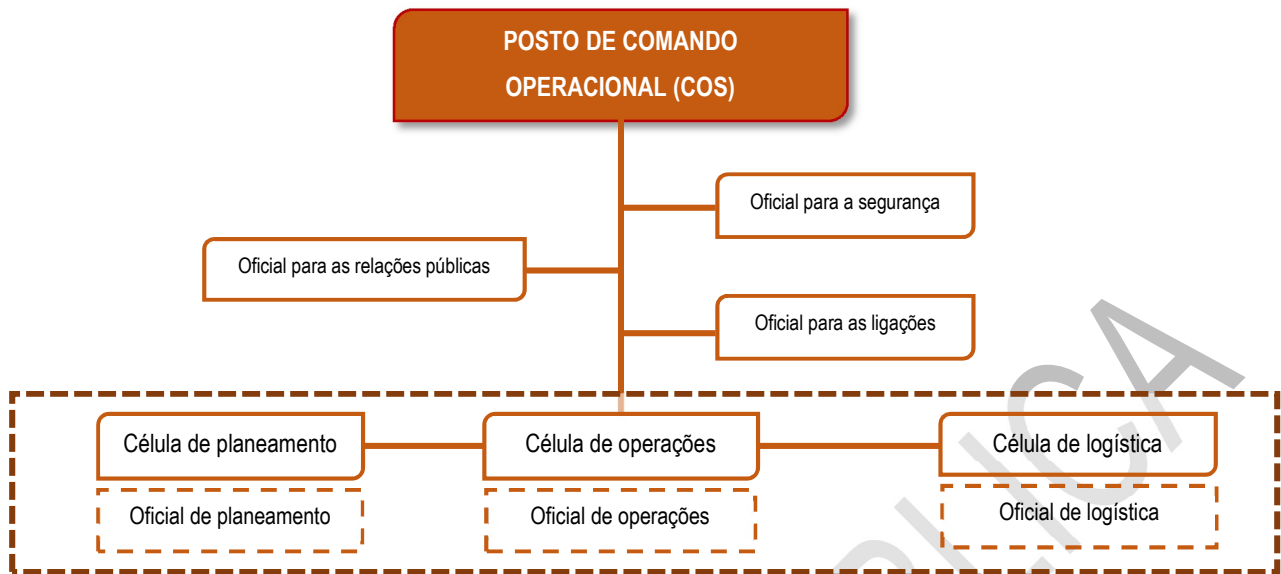 POSTO DE COMANDO
OPERACIONAL (COS)
Oficial para a segurança
Oficial para as relações públicas
Oficial para as ligações
Célula de planeamento
Célula de operações
Célula de logística
Oficial de planeamento
Oficial de operações
Oficial de logística
PLICA